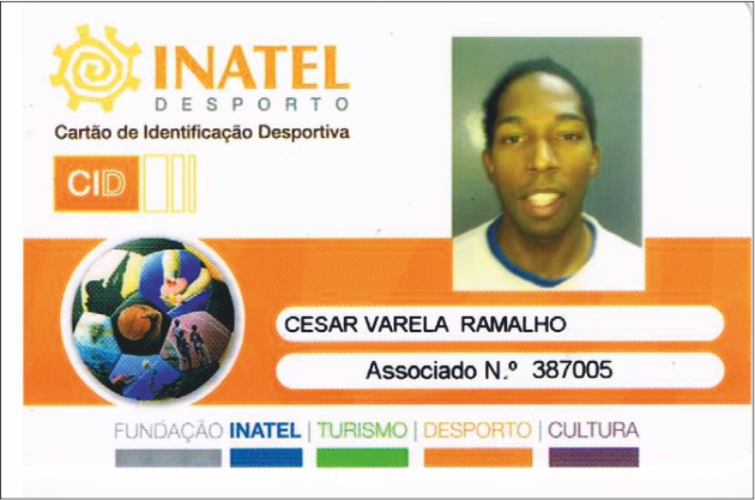 INATEL
DESPORTO
Cartão de Identificação Desportiva
CID
CESAR VARELA RAMALHO
Associado N.º 387005
FUNDAÇÃO INATEL | TURISMO | DESPORTO | CULTURA